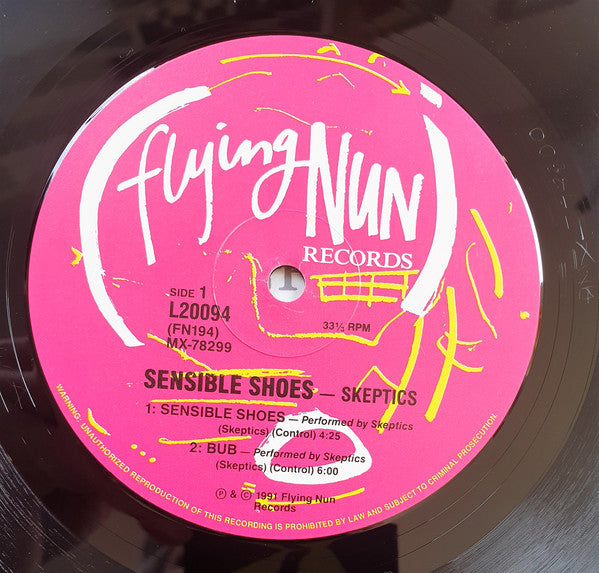 flying NUN
RECORDS
SIDE 1
L20094
(FN194)
MX-78299
33⅓ RPM
SENSIBLE SHOES — SKEPTICS
1: SENSIBLE SHOES — Performed by Skeptics
(Skeptics) (Control) 4:25
2: BUB — Performed by Skeptics
(Skeptics) (Control) 6:00
℗ & © 1991 Flying Nun
Records
WARNING: UNAUTHORIZED REPRODUCTION OF THIS RECORDING IS PROHIBITED BY LAW AND SUBJECT TO CRIMINAL PROSECUTION.